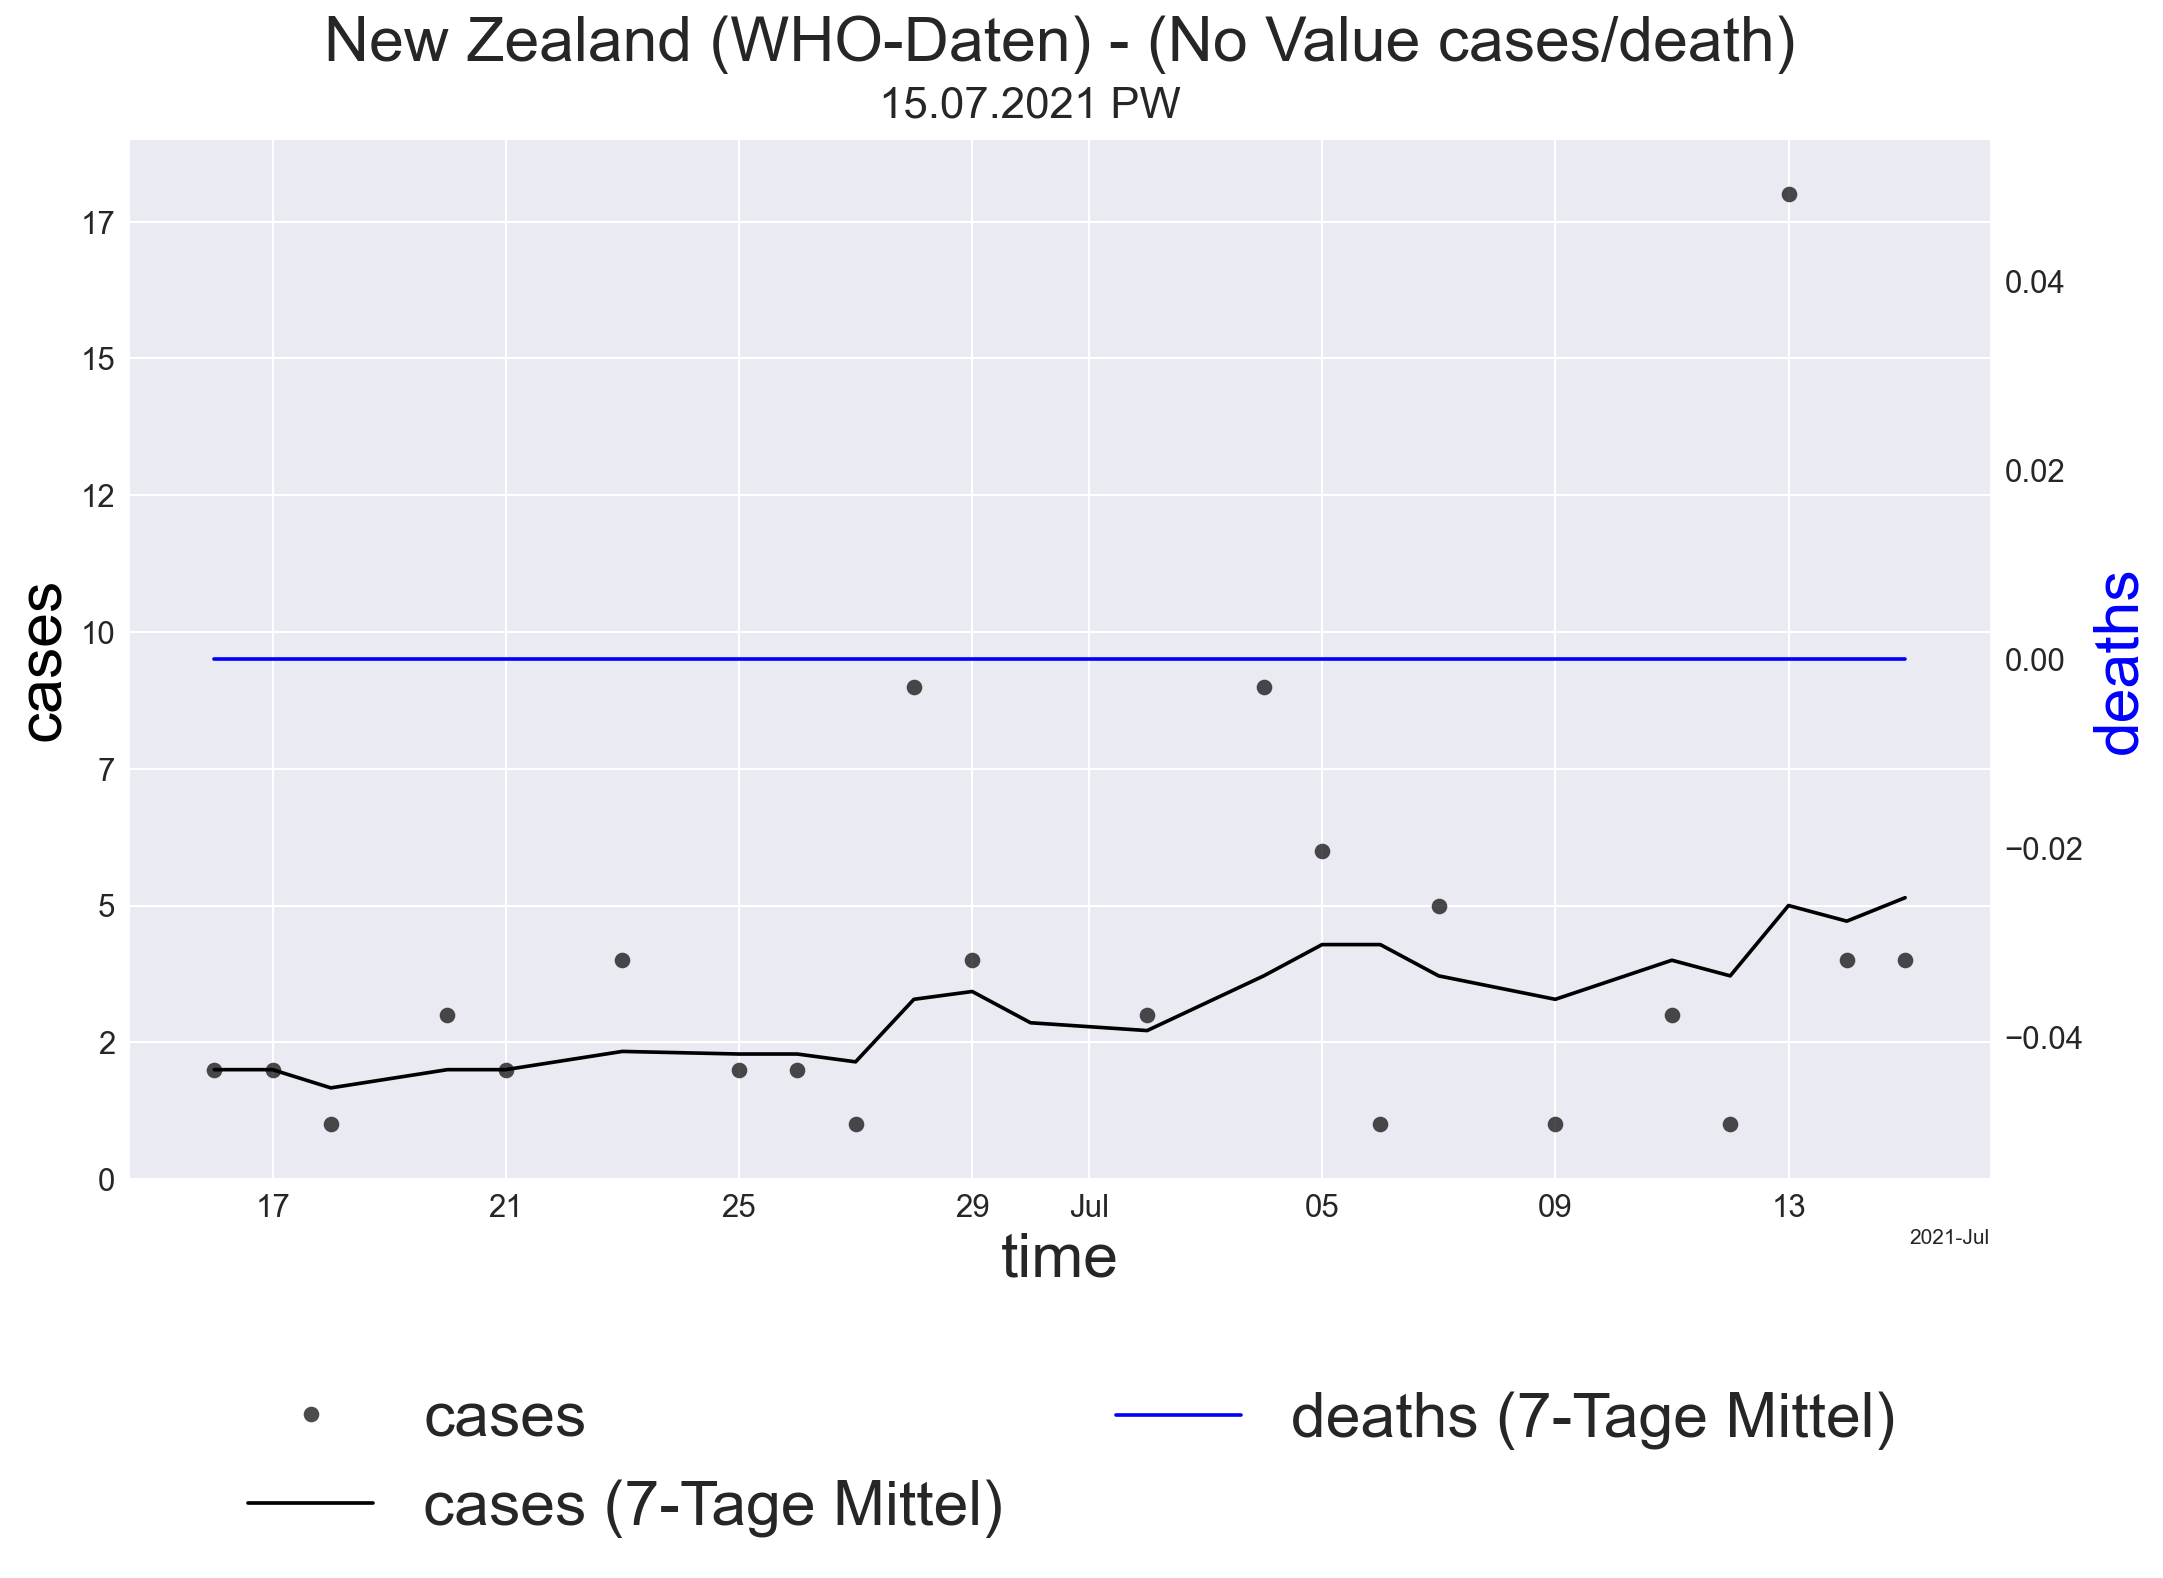 New Zealand (WHO-Daten) - (No Value cases/death)
15.07.2021 PW
17
15
12
10
7
5
2
0
cases
0.04
0.02
0.00
−0.02
−0.04
deaths
17 21 25 29 Jul 05 09 13
2021-Jul
time
cases
cases (7-Tage Mittel)
deaths (7-Tage Mittel)